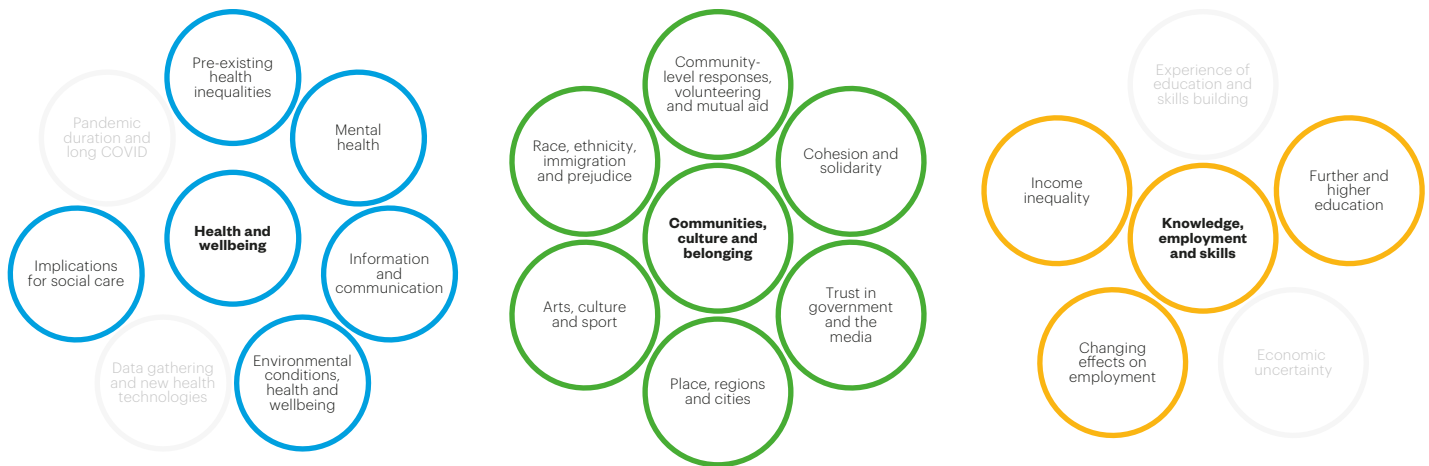 Pre-existing
health
inequalities
Mental
health
Information
and
communication
Environmental
conditions,
health and
wellbeing
Data gathering
and new health
technologies
Implications
for social care
Pandemic
duration and
long COVID
Health and
wellbeing
Community-
level responses,
volunteering
and mutual aid
Cohesion and
solidarity
Trust in
government
and the
media
Place, regions
and cities
Arts, culture
and sport
Race, ethnicity,
immigration
and prejudice
Communities,
culture and
belonging
Experience of
education and
skills building
Further and
higher
education
Economic
uncertainty
Changing
effects on
employment
Income
inequality
Knowledge,
employment
and skills